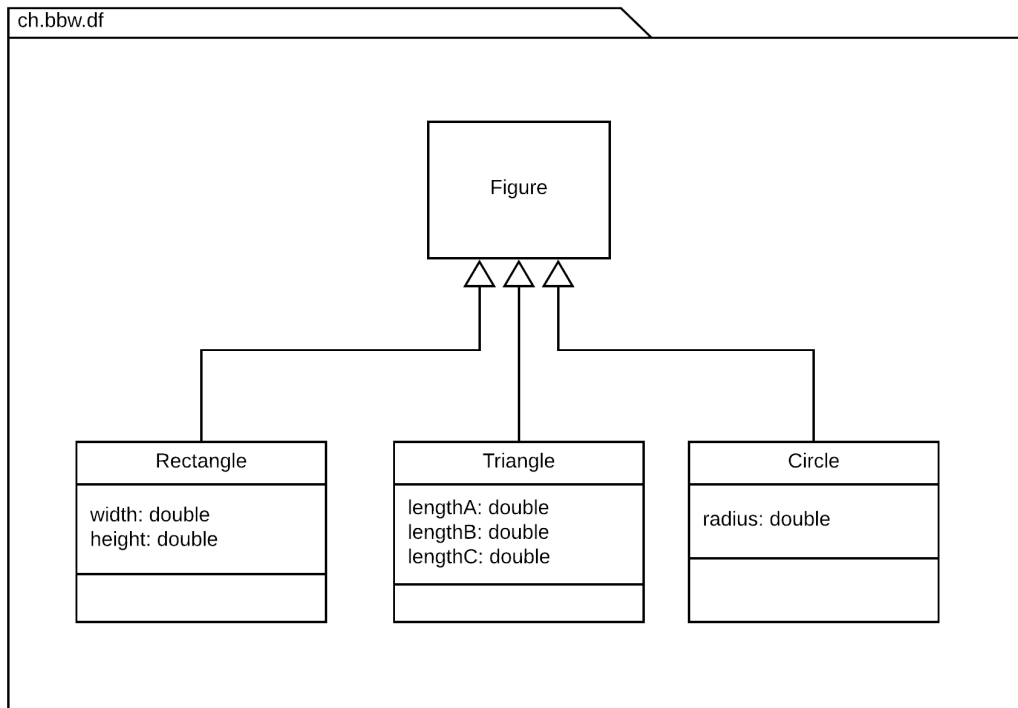 ch.bbw.df
Figure
Rectangle
width: double
height: double
Triangle
lengthA: double
lengthB: double
lengthC: double
Circle
radius: double